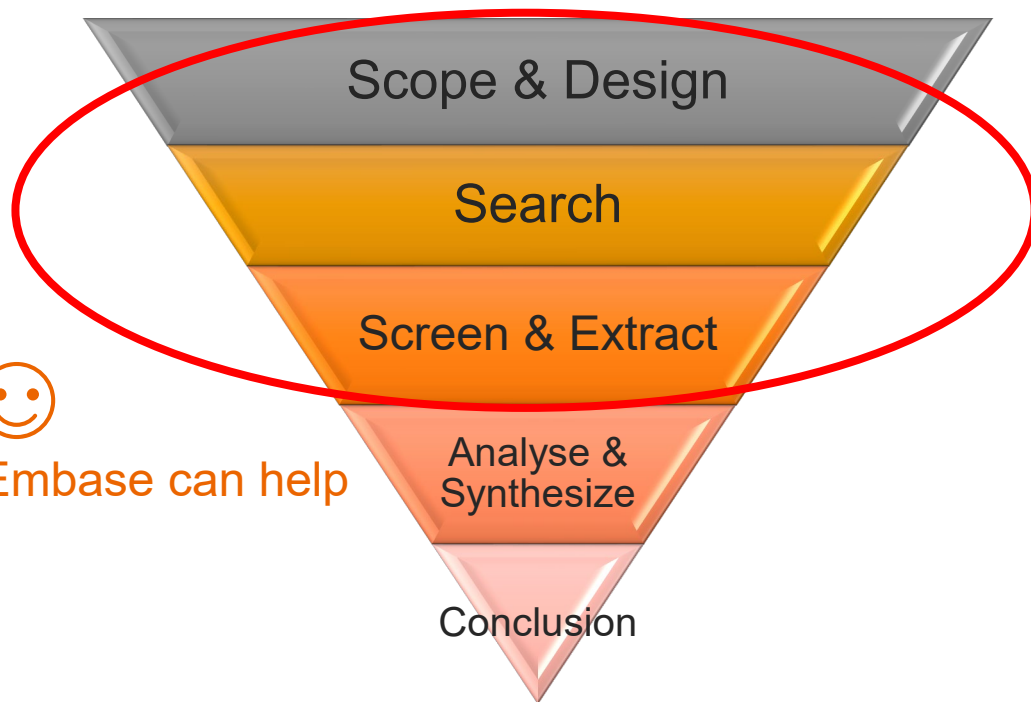 Scope & Design
Search
Screen & Extract
Embase can help
Analyse &
Synthesize
Conclusion